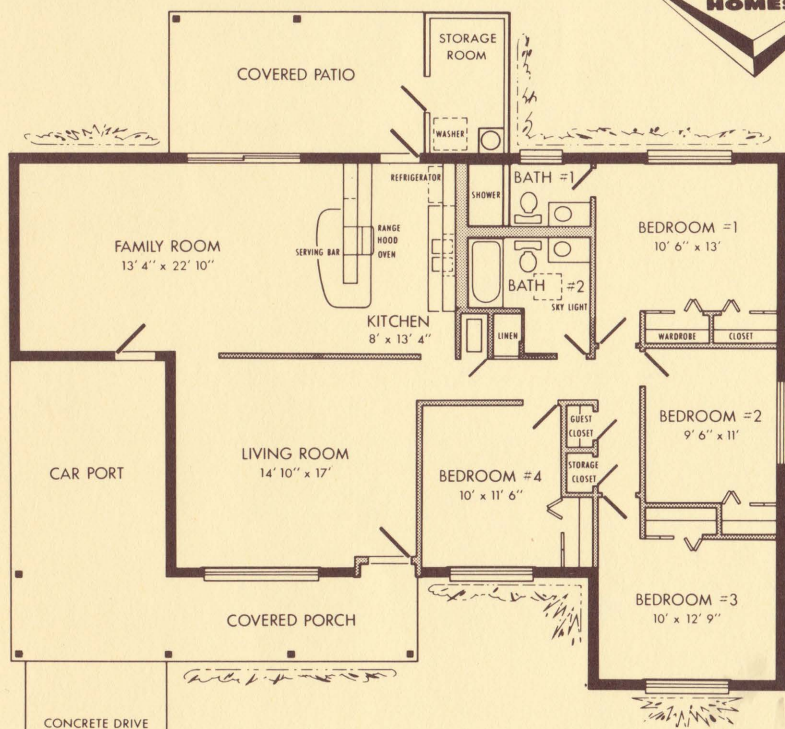 HOMES
STORAGE
ROOM
COVERED PATIO
WASHER
REFRIGERATOR
SHOWER
BATH #1
BEDROOM #1
10' 6" x 13'
FAMILY ROOM
13' 4" x 22' 10"
SERVING BAR
RANGE
HOOD
OVEN
BATH #2
SKY LIGHT
KITCHEN
8' x 13' 4"
LINEN
WARDROBE
CLOSET
BEDROOM #2
9' 6" x 11'
GUEST
CLOSET
LIVING ROOM
14' 10" x 17'
CAR PORT
BEDROOM #4
10' x 11' 6"
STORAGE
CLOSET
COVERED PORCH
BEDROOM #3
10' x 12' 9"
CONCRETE DRIVE